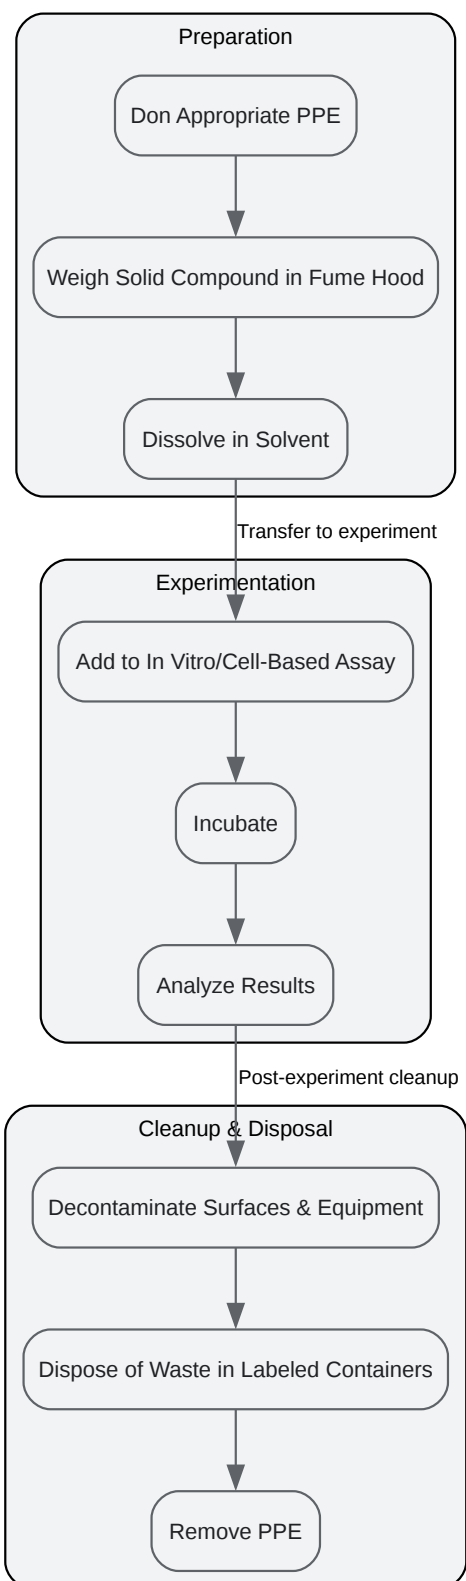 Preparation
Don Appropriate PPE
Weigh Solid Compound in Fume Hood
Dissolve in Solvent
Transfer to experiment
Experimentation
Add to In Vitro/Cell-Based Assay
Incubate
Analyze Results
Post-experiment cleanup
Cleanup & Disposal
Decontaminate Surfaces & Equipment
Dispose of Waste in Labeled Containers
Remove PPE